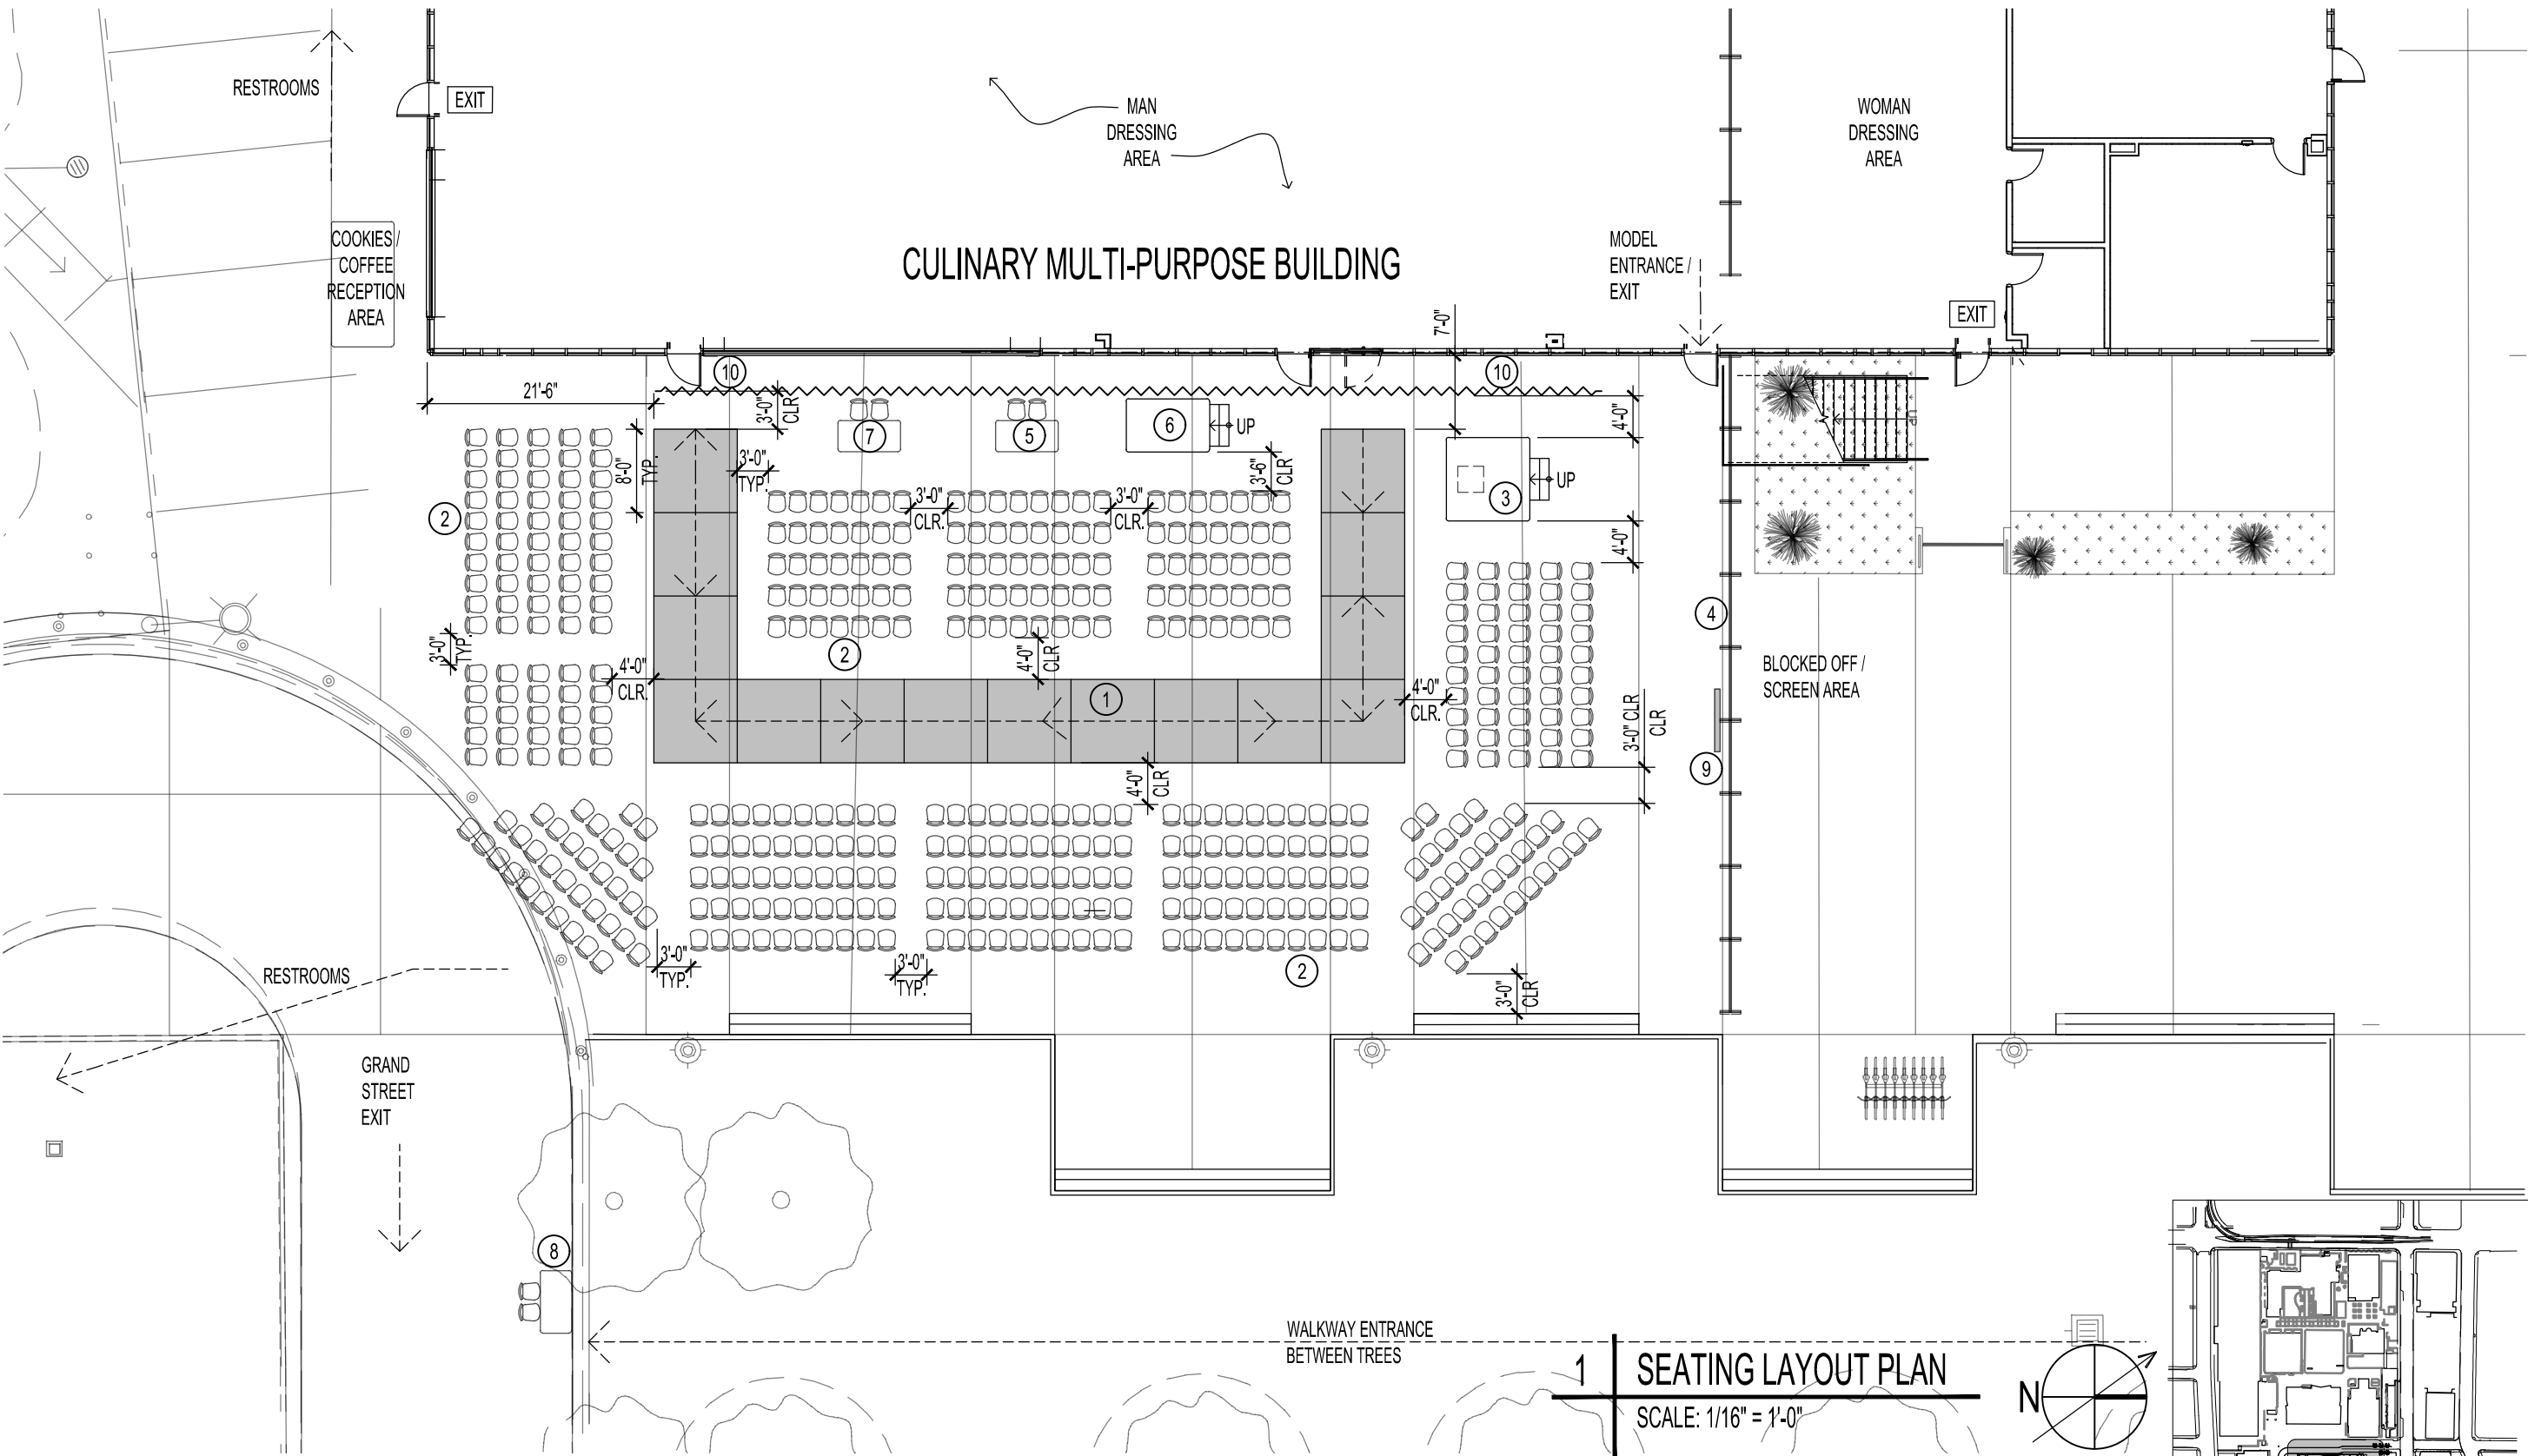 RESTROOMS
EXIT
MAN
DRESSING
AREA
WOMAN
DRESSING
AREA
COOKIES /
COFFEE
RECEPTION
AREA
CULINARY MULTI-PURPOSE BUILDING
MODEL
ENTRANCE /
EXIT
EXIT
7'-0"
10
10
21'-6"
3'-0"
CLR
4'-0"
7
5
6
UP
UP
8'-0"
TYP.
3'-0"
TYP.
3'-6"
CLR
3'-0"
CLR.
3'-0"
CLR.
3
UP
2
4'-0"
4
3'-0"
TYP.
2
4'-0"
CLR
4'-0"
CLR.
1
4'-0"
CLR.
BLOCKED OFF /
SCREEN AREA
3'-0" CLR
CLR
9
4'-0"
CLR
3'-0"
TYP.
3'-0"
TYP.
2
3'-0"
CLR
RESTROOMS
GRAND
STREET
EXIT
8
WALKWAY ENTRANCE
BETWEEN TREES
1
SEATING LAYOUT PLAN
SCALE: 1/16" = 1'-0"
N